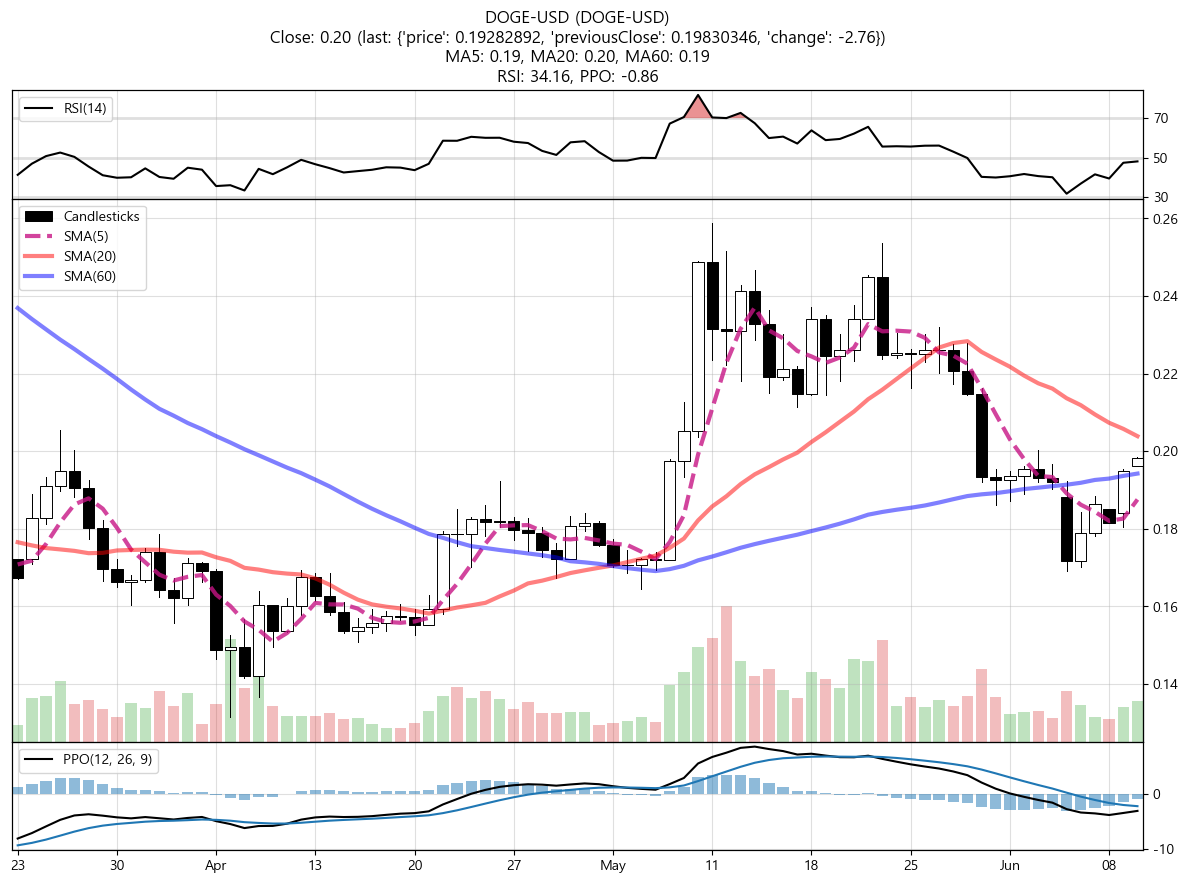 DOGE-USD (DOGE-USD)
Close: 0.20 (last: {'price': 0.19282892, 'previousClose': 0.19830346, 'change': -2.76})
MA5: 0.19, MA20: 0.20, MA60: 0.19
RSI: 34.16, PPO: -0.86
RSI(14)
70
50
30
Candlesticks
SMA(5)
SMA(20)
SMA(60)
0.26
0.24
0.22
0.20
0.18
0.16
0.14
PPO(12, 26, 9)
0
-10
23 30 Apr 13 20 27 May 11 18 25 Jun 08